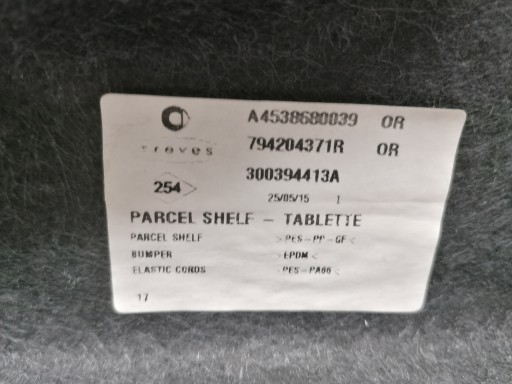 A4538680039 OR
treves 794204371R OR
254 300394413A
25/05/15 1
PARCEL SHELF - TABLETTE
PARCEL SHELF >PES-PP-GF<
BUMPER >EPDM<
ELASTIC CORDS >PES-PA66<
17